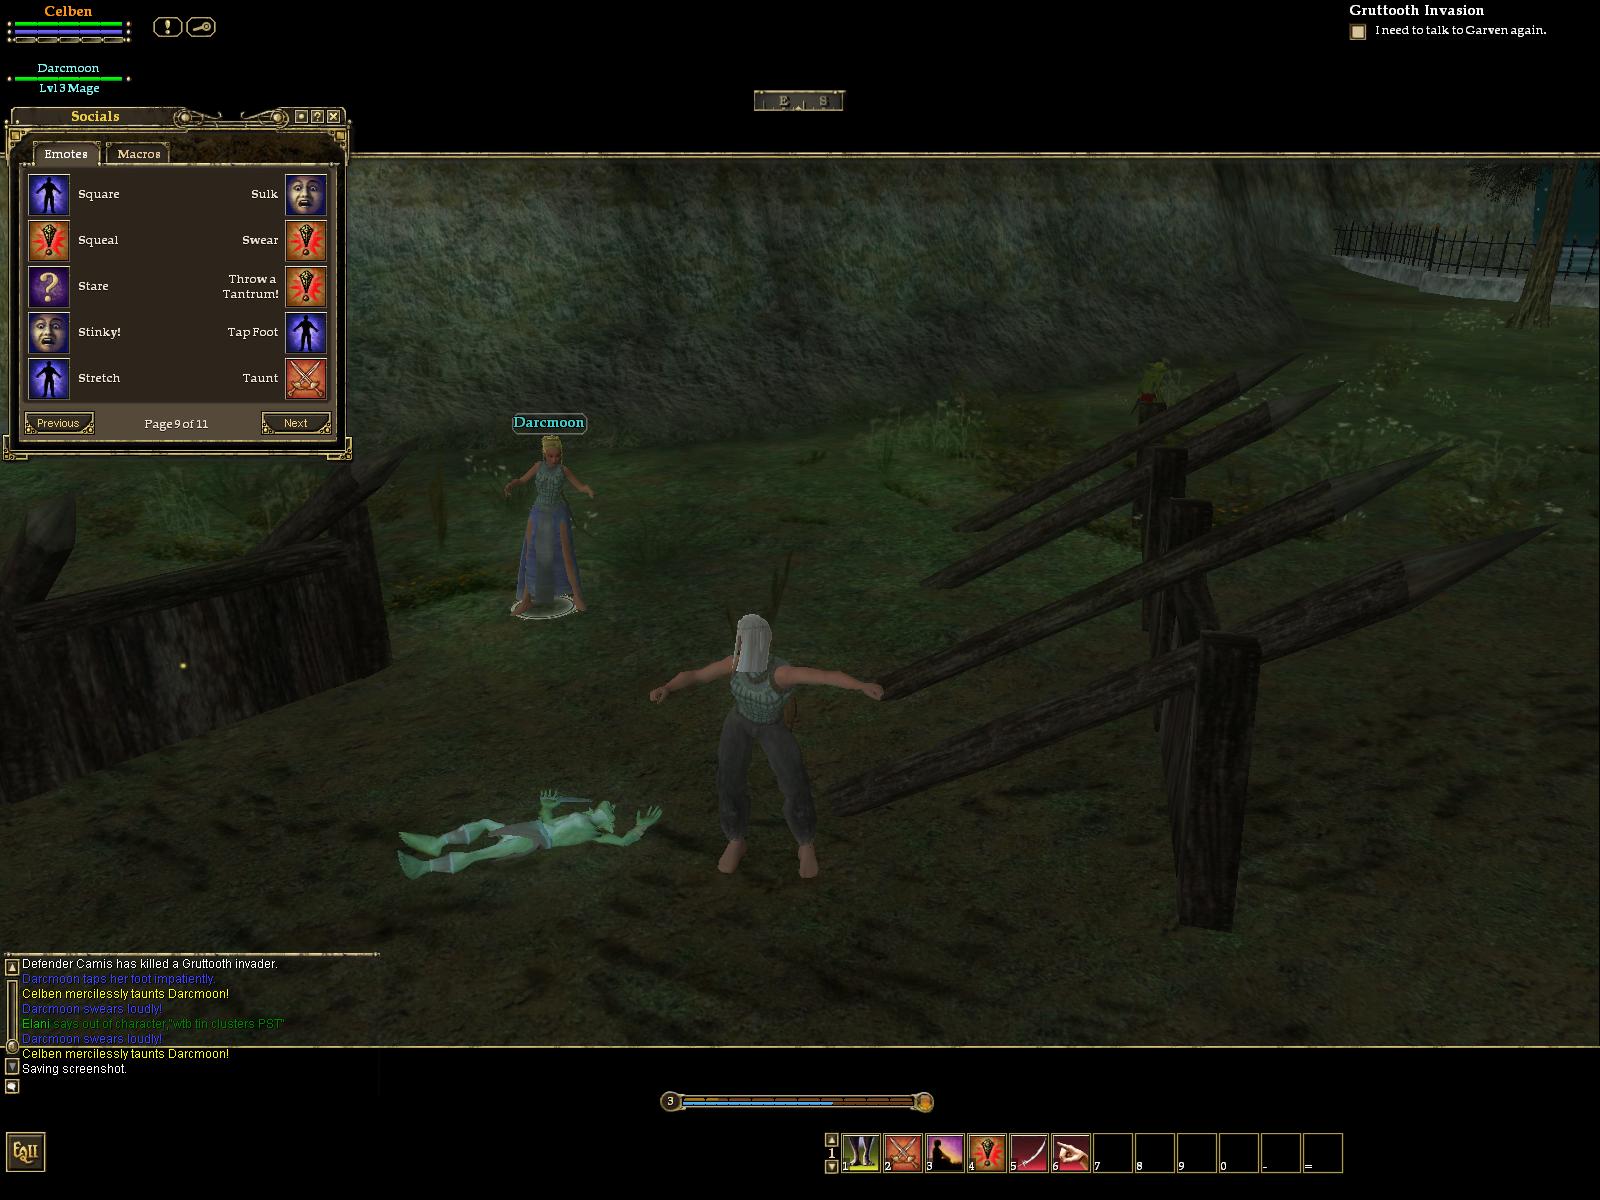 Celben
Darcmoon
Lvl 3 Mage
Gruttooth Invasion
I need to talk to Garven again.
E S
Socials
Emotes
Macros
Square
Sulk
Squeal
Swear
Stare
Throw a
Tantrum!
Stinky!
Tap Foot
Stretch
Taunt
Previous
Page 9 of 11
Next
Darcmoon
Defender Camis has killed a Gruttooth invader.
Darcmoon taps her foot impatiently.
Celben mercilessly taunts Darcmoon!
Darcmoon swears loudly!
Elani says out of character,"wtb tin clusters PST"
Darcmoon swears loudly!
Celben mercilessly taunts Darcmoon!
Saving screenshot.
3
EQII
1
1 2 3 4 5 6 7 8 9 0 - =